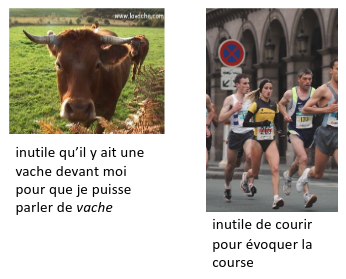 www.lavache.com
inutile qu'il y ait une
vache devant moi
pour que je puisse
parler de vache
inutile de courir
pour évoquer la
course